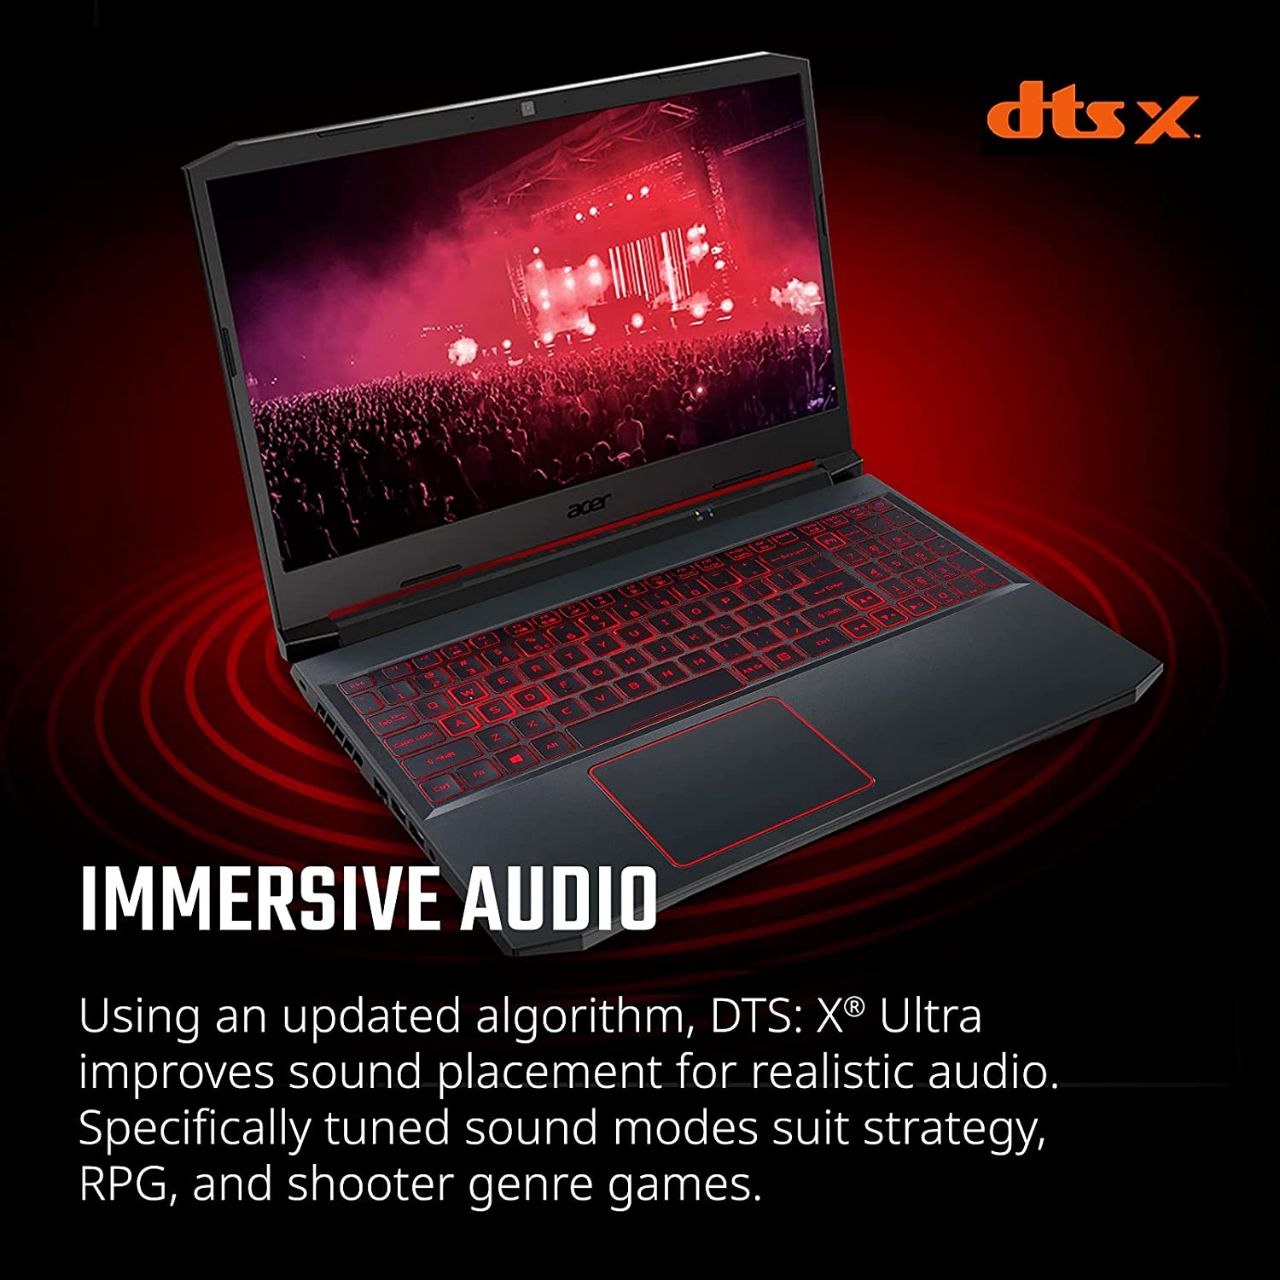 dts x
acer
IMMERSIVE AUDIO
Using an updated algorithm, DTS: X® Ultra
improves sound placement for realistic audio.
Specifically tuned sound modes suit strategy,
RPG, and shooter genre games.